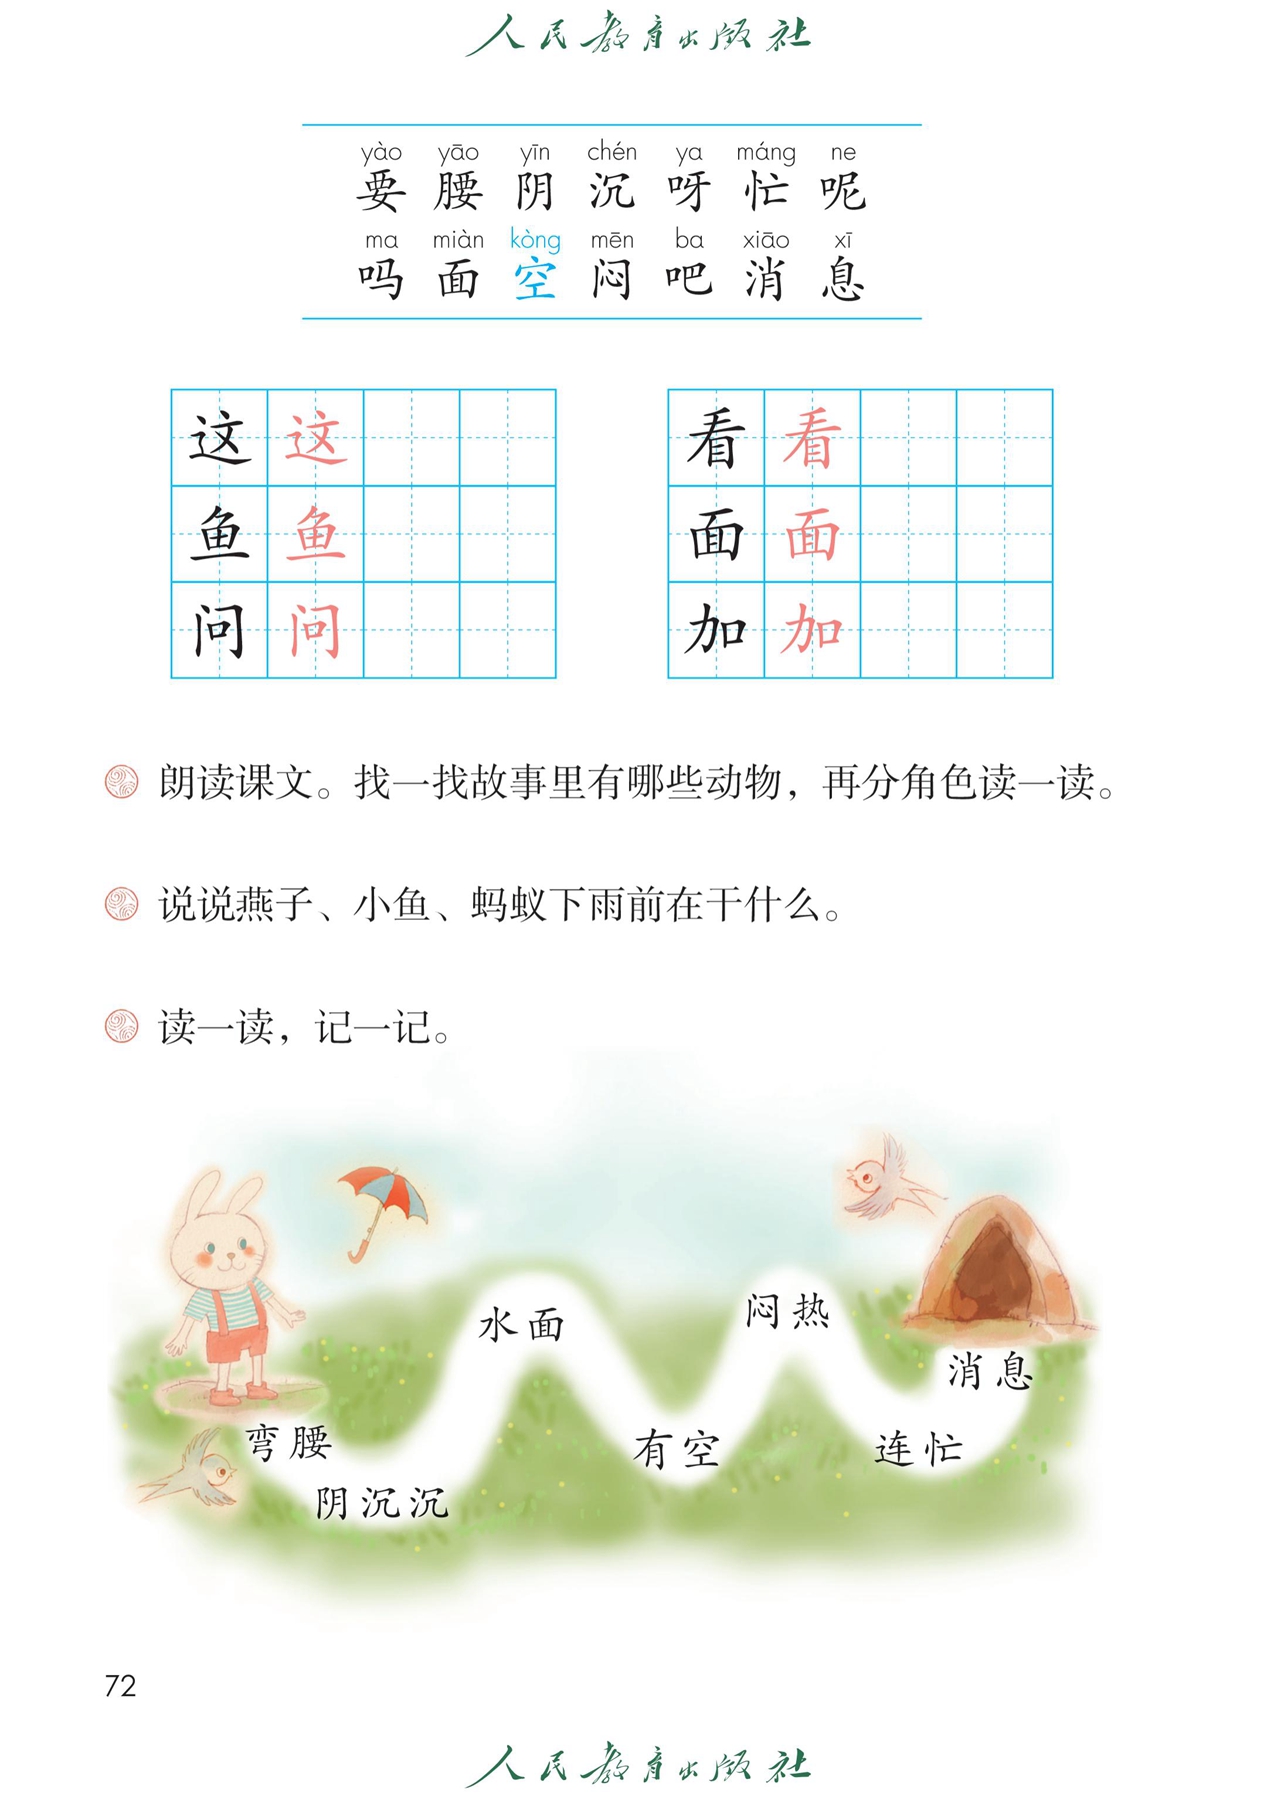 人民教育出版社
yào yāo yīn chén ya máng ne
要 腰 阴 沉 呀 忙 呢
ma miàn kòng mēn ba xiāo xī
吗 面 空 闷 吧 消 息
这 这 看 看
鱼 鱼 面 面
问 问 加 加
朗读课文。找一找故事里有哪些动物，再分角色读一读。
说说燕子、小鱼、蚂蚁下雨前在干什么。
读一读，记一记。
弯腰
阴沉沉
水面
有空
闷热
连忙
消息
72
人民教育出版社